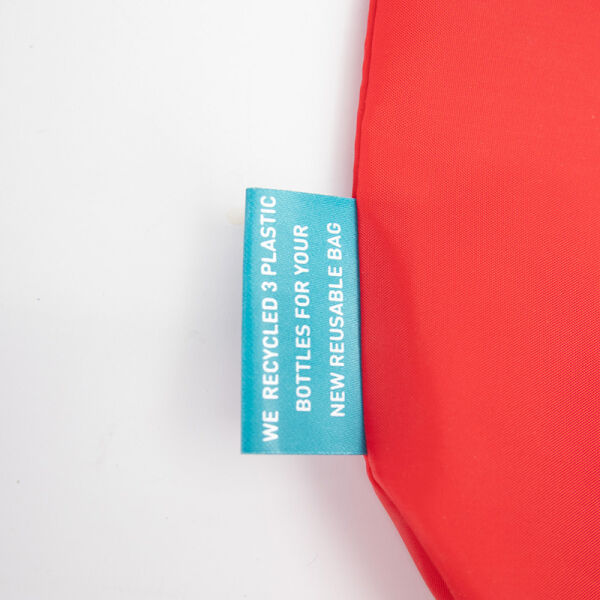 WE RECYCLED 3 PLASTIC
BOTTLES FOR YOUR
NEW REUSABLE BAG